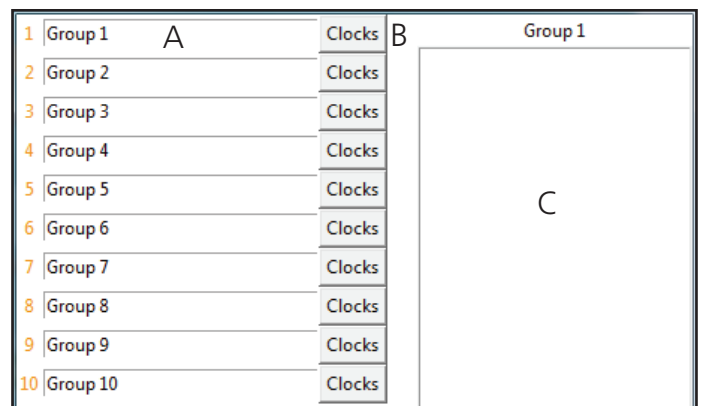 1 Group 1 A Clocks B Group 1
2 Group 2 Clocks
3 Group 3 Clocks
4 Group 4 Clocks
5 Group 5 Clocks
C
6 Group 6 Clocks
7 Group 7 Clocks
8 Group 8 Clocks
9 Group 9 Clocks
10 Group 10 Clocks